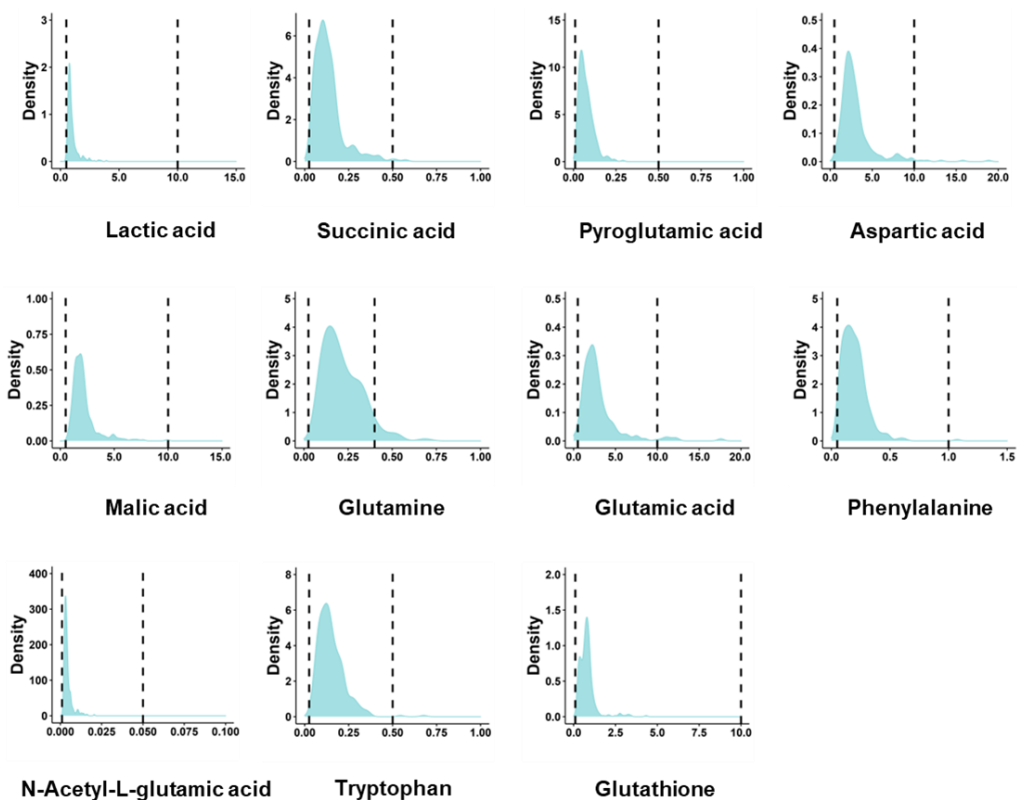 Density
3
2
1
0
0.0 5.0 10.0 15.0
Lactic acid
Density
6
4
2
0
0.00 0.25 0.50 0.75 1.00
Succinic acid
Density
15
10
5
0
0.00 0.25 0.50 0.75 1.00
Pyroglutamic acid
Density
0.5
0.4
0.3
0.2
0.1
0.0
0.0 5.0 10.0 15.0 20.0
Aspartic acid
Density
1.00
0.75
0.50
0.25
0.00
0.0 5.0 10.0 15.0
Malic acid
Density
5
4
3
2
1
0
0.00 0.25 0.50 0.75 1.00
Glutamine
Density
0.5
0.4
0.3
0.2
0.1
0.0
0.0 5.0 10.0 15.0 20.0
Glutamic acid
Density
5
4
3
2
1
0
0.0 0.5 1.0 1.5
Phenylalanine
Density
400
300
200
100
0
0.000 0.025 0.050 0.075 0.100
N-Acetyl-L-glutamic acid
Density
8
6
4
2
0
0.00 0.25 0.50 0.75 1.00
Tryptophan
Density
2.0
1.5
1.0
0.5
0.0
0.0 2.5 5.0 7.5 10.0
Glutathione